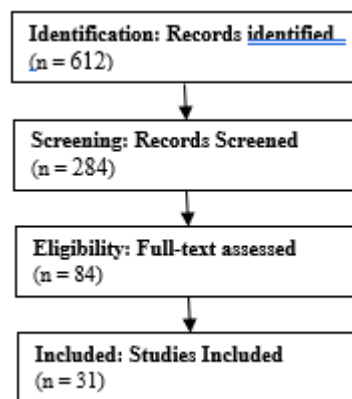 Identification: Records identified
(n = 612)
Screening: Records Screened
(n = 284)
Eligibility: Full-text assessed
(n = 84)
Included: Studies Included
(n = 31)